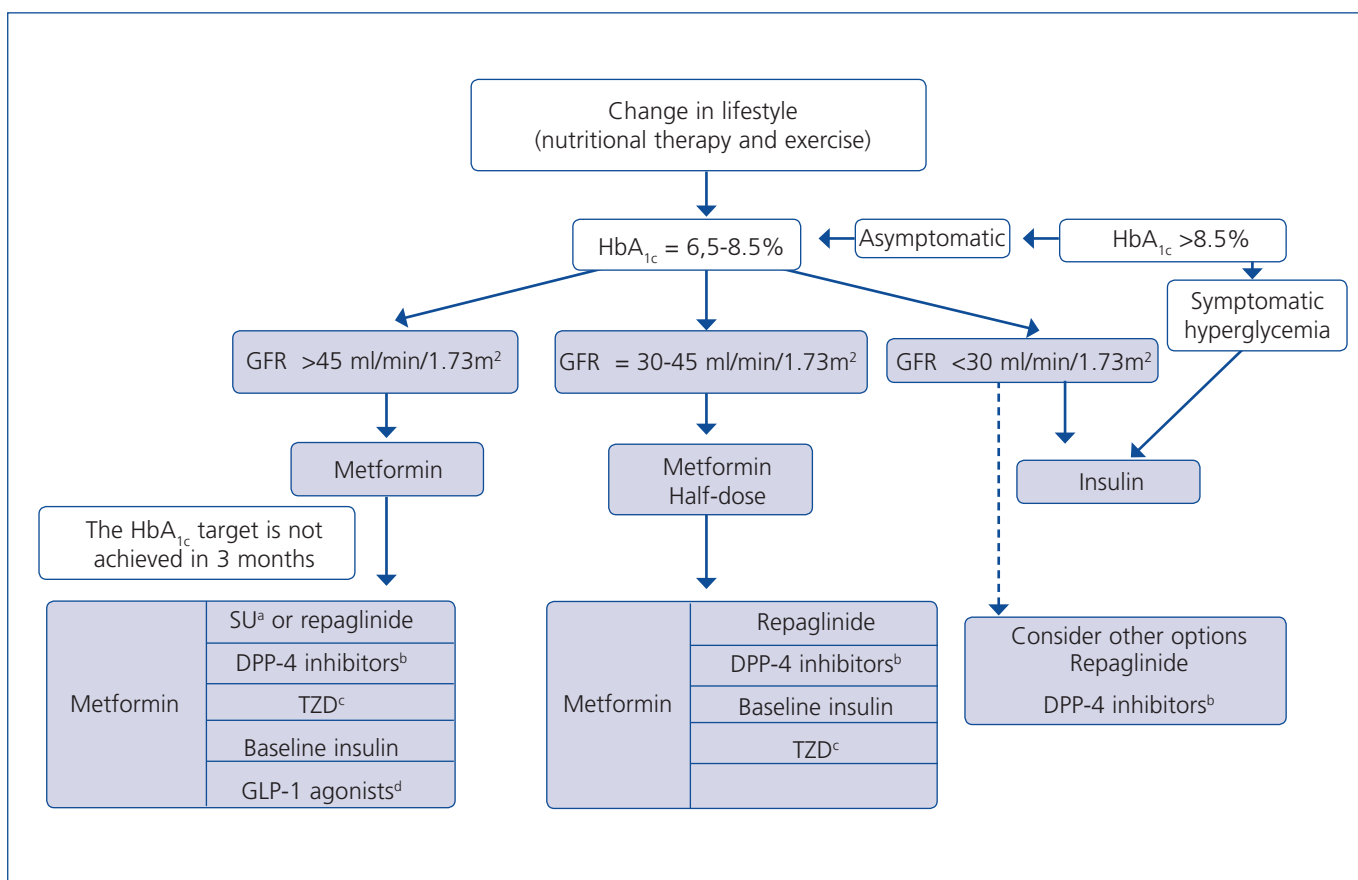 Change in lifestyle
(nutritional therapy and exercise)
HbA1c = 6,5-8.5%
Asymptomatic
HbA1c >8.5%
Symptomatic
hyperglycemia
GFR >45 ml/min/1.73m²
GFR = 30-45 ml/min/1.73m²
GFR <30 ml/min/1.73m²
Metformin
Metformin
Half-dose
Insulin
The HbA1c target is not
achieved in 3 months
Metformin
SUᵃ or repaglinide
DPP-4 inhibitorsᵇ
TZDᶜ
Baseline insulin
GLP-1 agonistsᵈ
Metformin
Repaglinide
DPP-4 inhibitorsᵇ
Baseline insulin
TZDᶜ
Consider other options
Repaglinide
DPP-4 inhibitorsᵇ